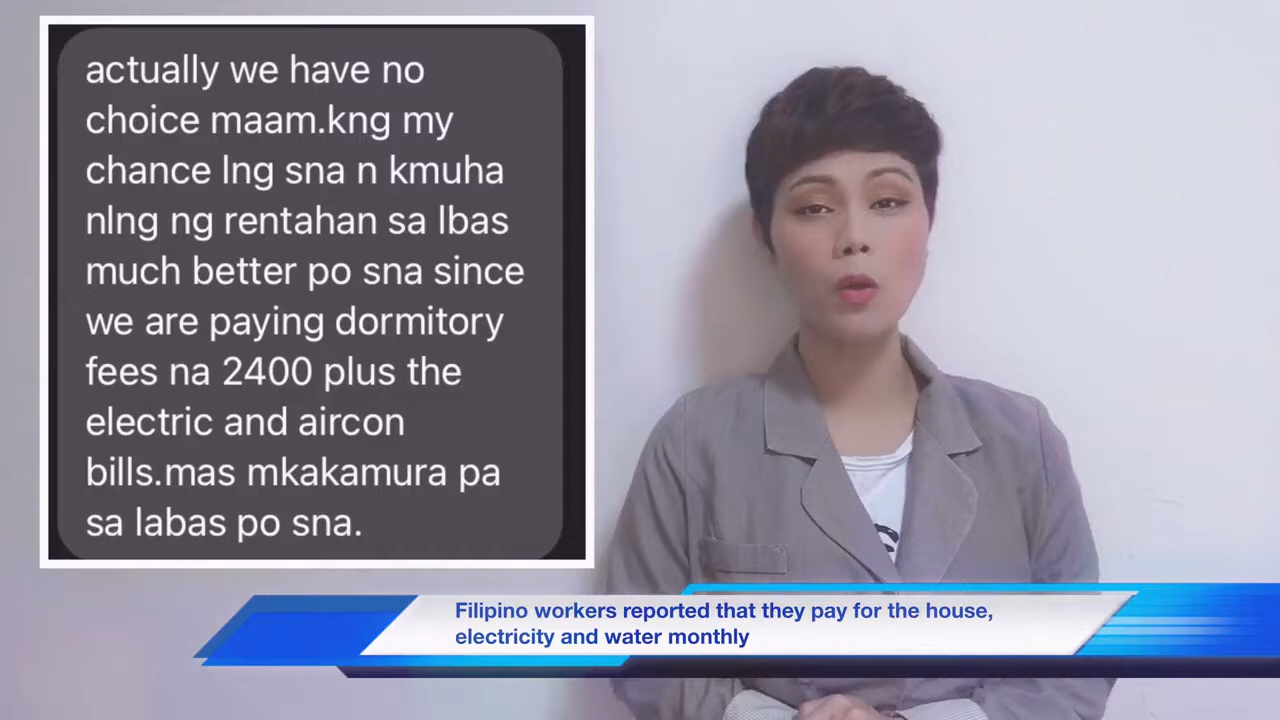 actually we have no
choice maam.kng my
chance lng sna n kmuha
nlng ng rentahan sa lbas
much better po sna since
we are paying dormitory
fees na 2400 plus the
electric and aircon
bills.mas mkakamura pa
sa labas po sna.
Filipino workers reported that they pay for the house,
electricity and water monthly